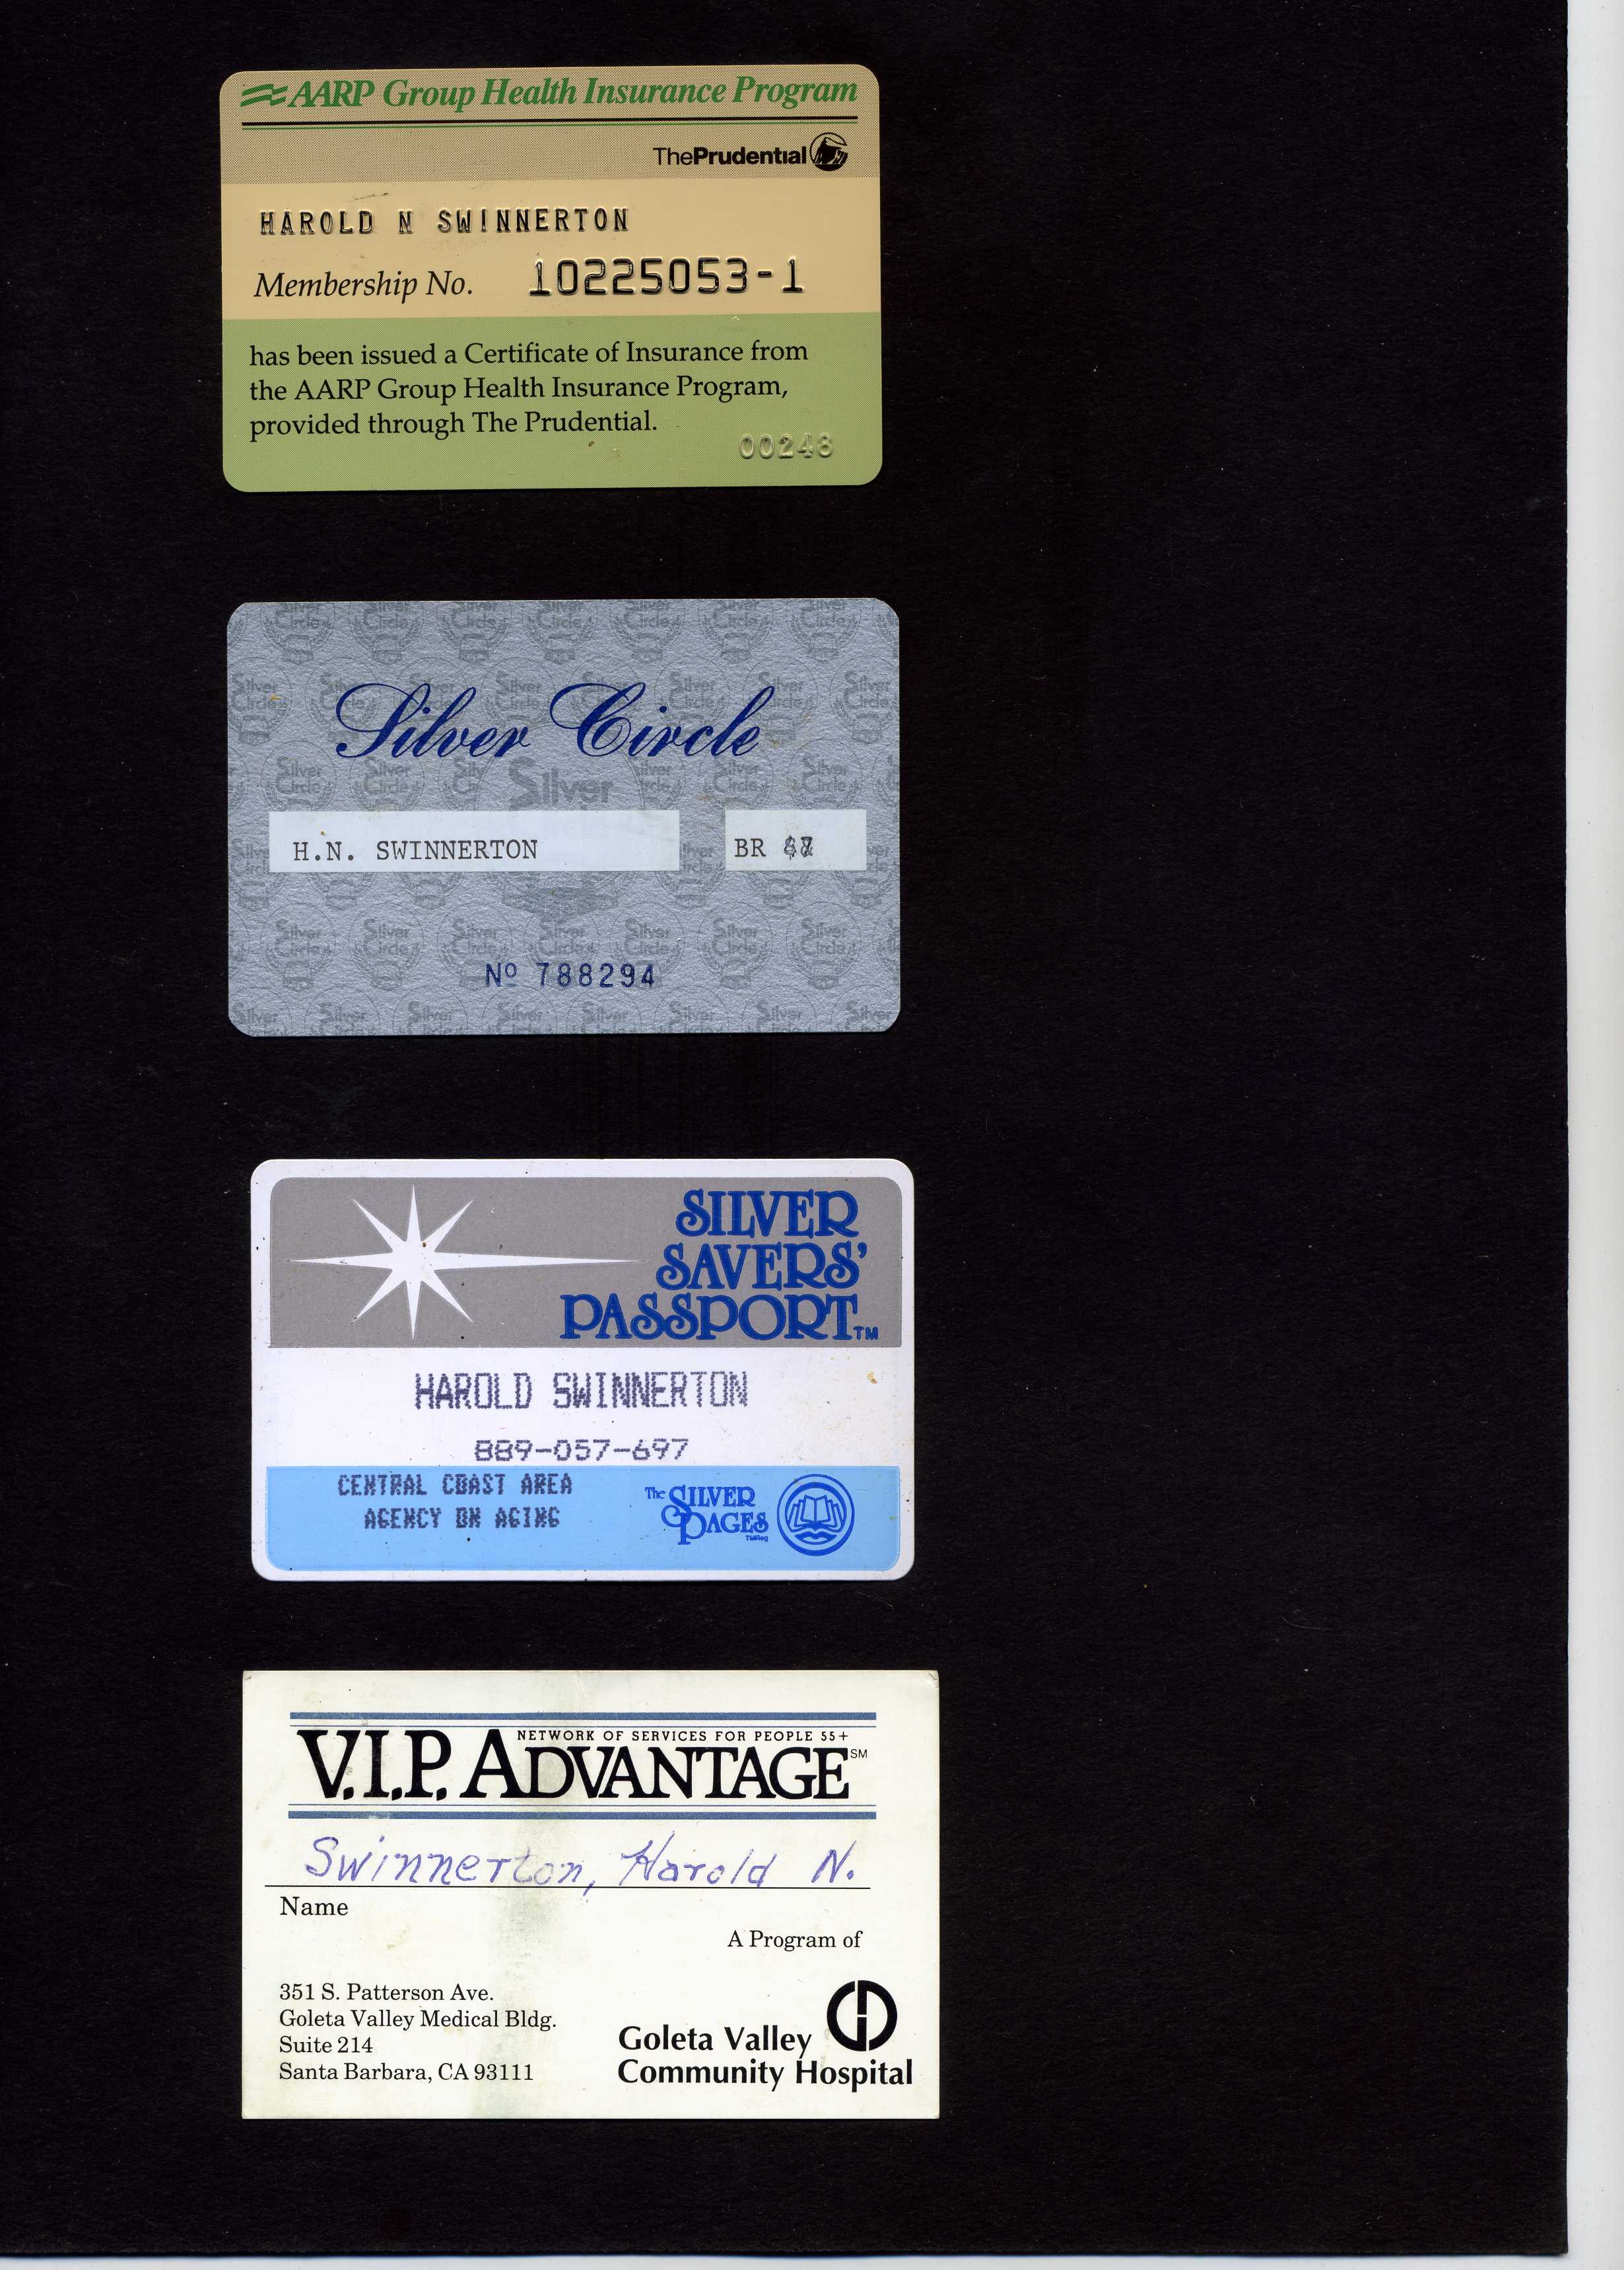 AARP Group Health Insurance Program
ThePrudential
HAROLD N SWINNERTON
Membership No. 10225053-1
has been issued a Certificate of Insurance from
the AARP Group Health Insurance Program,
provided through The Prudential.
00248
Silver Circle
Silver
H.N. SWINNERTON BR
Nº 788294
SILVER
SAVERS'
PASSPORT™
HAROLD SWINNERTON
889-057-697
CENTRAL COAST AREA
AGENCY ON AGING
The SILVER
PAGES
V.I.P. ADVANTAGE℠
NETWORK OF SERVICES FOR PEOPLE 55+
Swinnerton, Harold N.
Name
A Program of
351 S. Patterson Ave.
Goleta Valley Medical Bldg.
Suite 214
Santa Barbara, CA 93111
Goleta Valley
Community Hospital